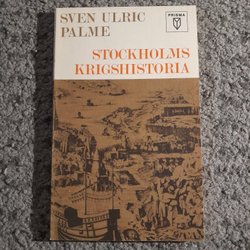 SVEN ULRIC
PALME
PRISMA
STOCKHOLMS
KRIGSHISTORIA